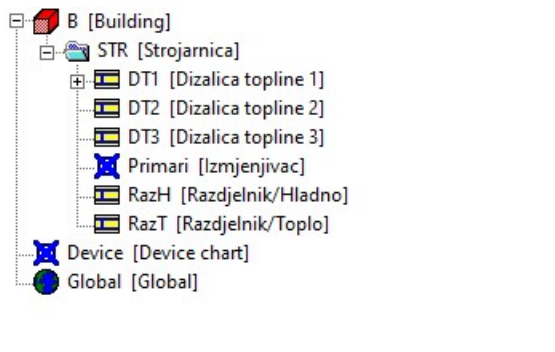 B [Building]
STR [Strojarnica]
DT1 [Dizalica topline 1]
DT2 [Dizalica topline 2]
DT3 [Dizalica topline 3]
Primari [Izmjenjivac]
RazH [Razdjelnik/Hladno]
RazT [Razdjelnik/Toplo]
Device [Device chart]
Global [Global]